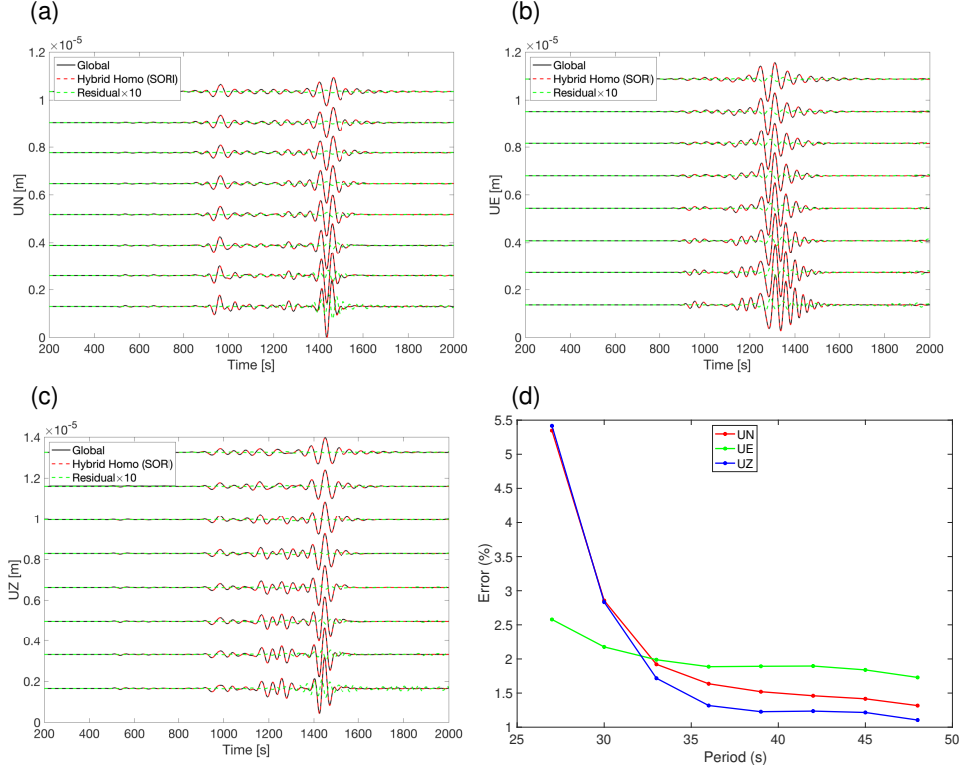 (a)
×10⁻⁵
Global
Hybrid Homo (SORI)
Residual×10
1.2
1
0.8
0.6
0.4
0.2
0
UN [m]
200 400 600 800 1000 1200 1400 1600 1800 2000
Time [s]
(b)
×10⁻⁵
Global
Hybrid Homo (SOR)
Residual×10
1.2
1
0.8
0.6
0.4
0.2
0
UE [m]
200 400 600 800 1000 1200 1400 1600 1800 2000
Time [s]
(c)
×10⁻⁵
Global
Hybrid Homo (SOR)
Residual×10
1.4
1.2
1
0.8
0.6
0.4
0.2
0
UZ [m]
200 400 600 800 1000 1200 1400 1600 1800 2000
Time [s]
(d)
UN
UE
UZ
5.5
5
4.5
4
3.5
3
2.5
2
1.5
1
Error (%)
25 30 35 40 45 50
Period (s)